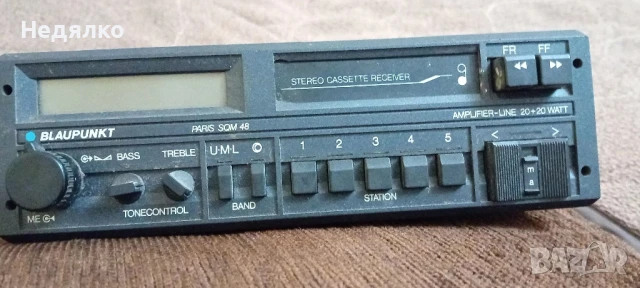 Недялко
FR FF
STEREO CASSETTE RECEIVER
BLAUPUNKT
PARIS SQM 48
AMPLIFIER-LINE 20+20 WATT
BASS TREBLE
U·M·L
1 2 3 4 5
< >
m
a
ME
TONECONTROL
BAND
STATION
BAZAR